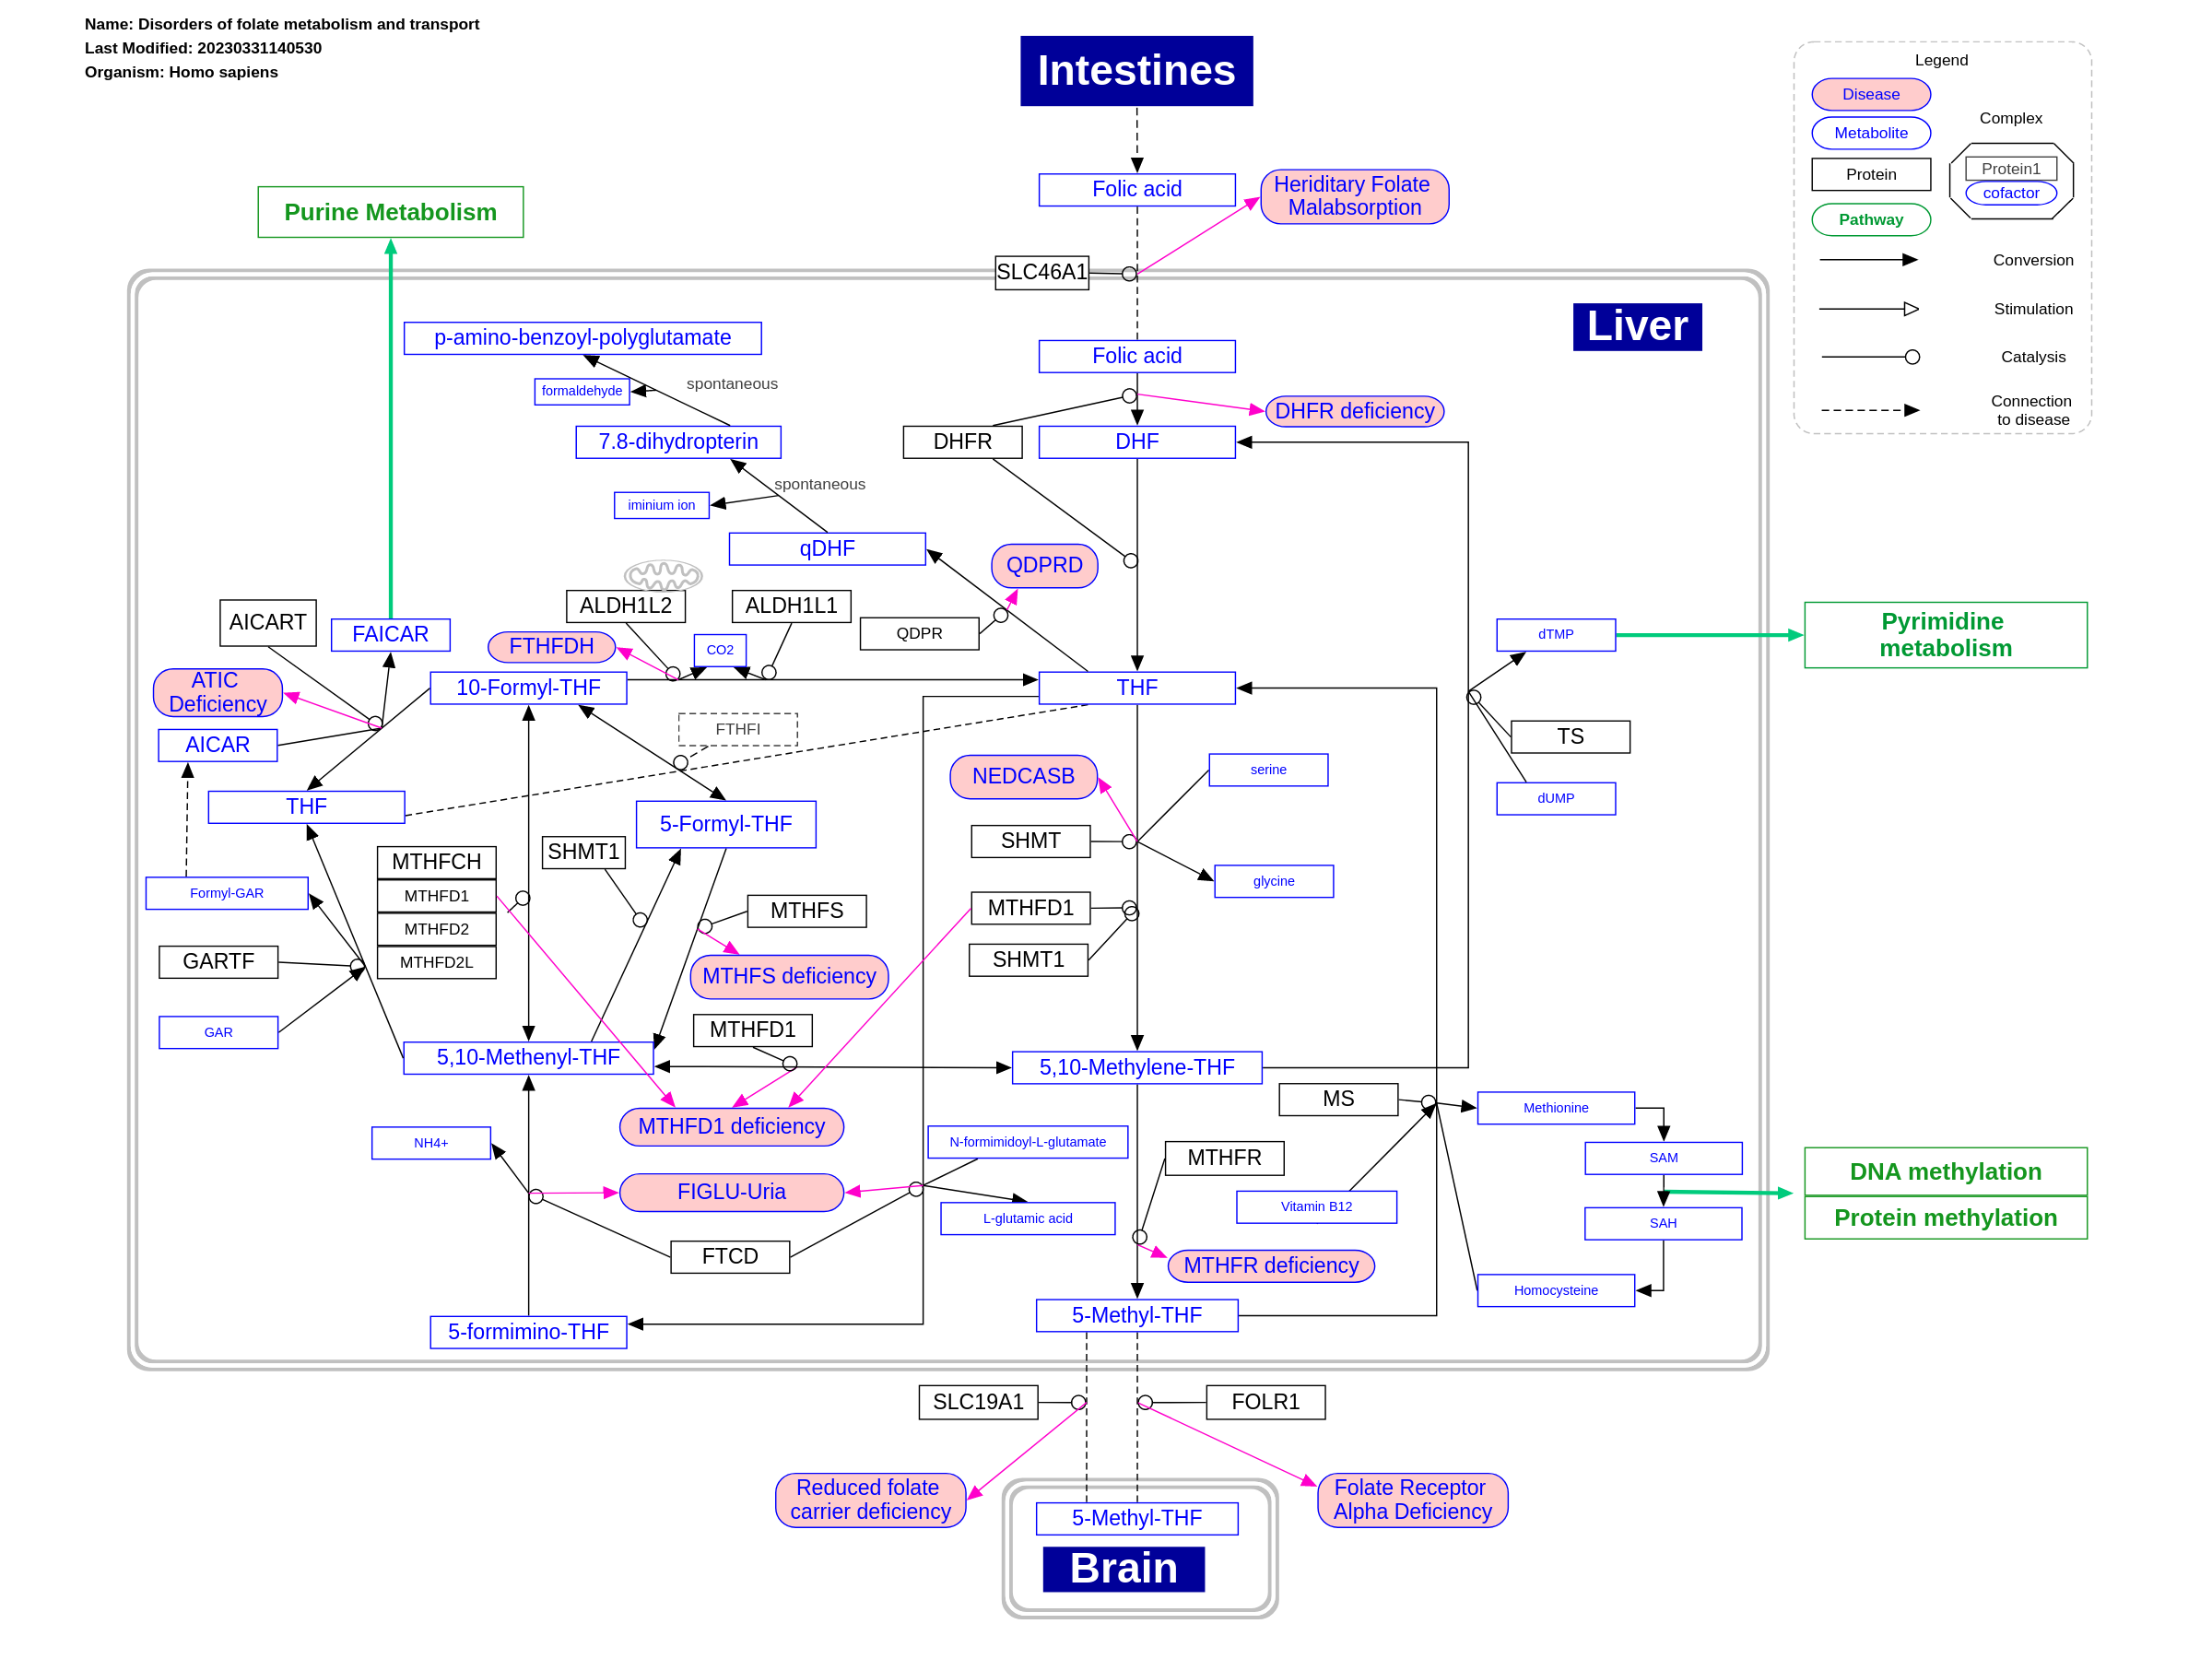 Name: Disorders of folate metabolism and transport
Last Modified: 20230331140530
Organism: Homo sapiens
Intestines
Legend
Disease
Metabolite
Complex
Protein
Protein1
cofactor
Pathway
Conversion
Stimulation
Catalysis
Connection
to disease
Folic acid
Heriditary Folate
Malabsorption
Purine Metabolism
SLC46A1
Liver
p-amino-benzoyl-polyglutamate
Folic acid
formaldehyde
spontaneous
DHFR deficiency
7.8-dihydropterin
DHFR
DHF
spontaneous
iminium ion
qDHF
QDPRD
ALDH1L2
ALDH1L1
AICART
FAICAR
QDPR
dTMP
Pyrimidine
metabolism
FTHFDH
CO2
ATIC
Deficiency
10-Formyl-THF
THF
FTHFI
TS
AICAR
NEDCASB
serine
dUMP
THF
5-Formyl-THF
SHMT1
SHMT
MTHFCH
Formyl-GAR
MTHFD1
glycine
MTHFS
MTHFD1
MTHFD2
GARTF
MTHFD2L
SHMT1
MTHFS deficiency
GAR
MTHFD1
5,10-Methenyl-THF
5,10-Methylene-THF
MS
Methionine
MTHFD1 deficiency
NH4+
N-formimidoyl-L-glutamate
MTHFR
SAM
DNA methylation
FIGLU-Uria
Vitamin B12
L-glutamic acid
SAH
Protein methylation
FTCD
MTHFR deficiency
Homocysteine
5-formimino-THF
5-Methyl-THF
SLC19A1
FOLR1
Reduced folate
carrier deficiency
Folate Receptor
Alpha Deficiency
5-Methyl-THF
Brain